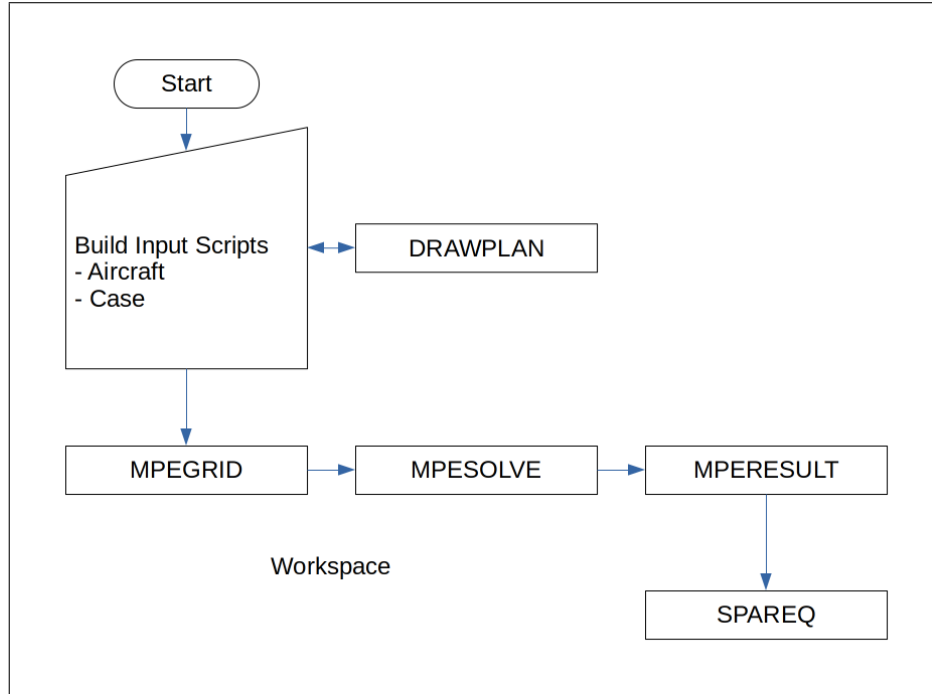 Start
Build Input Scripts
- Aircraft
- Case
DRAWPLAN
MPEGRID
MPESOLVE
MPERESULT
Workspace
SPAREQ